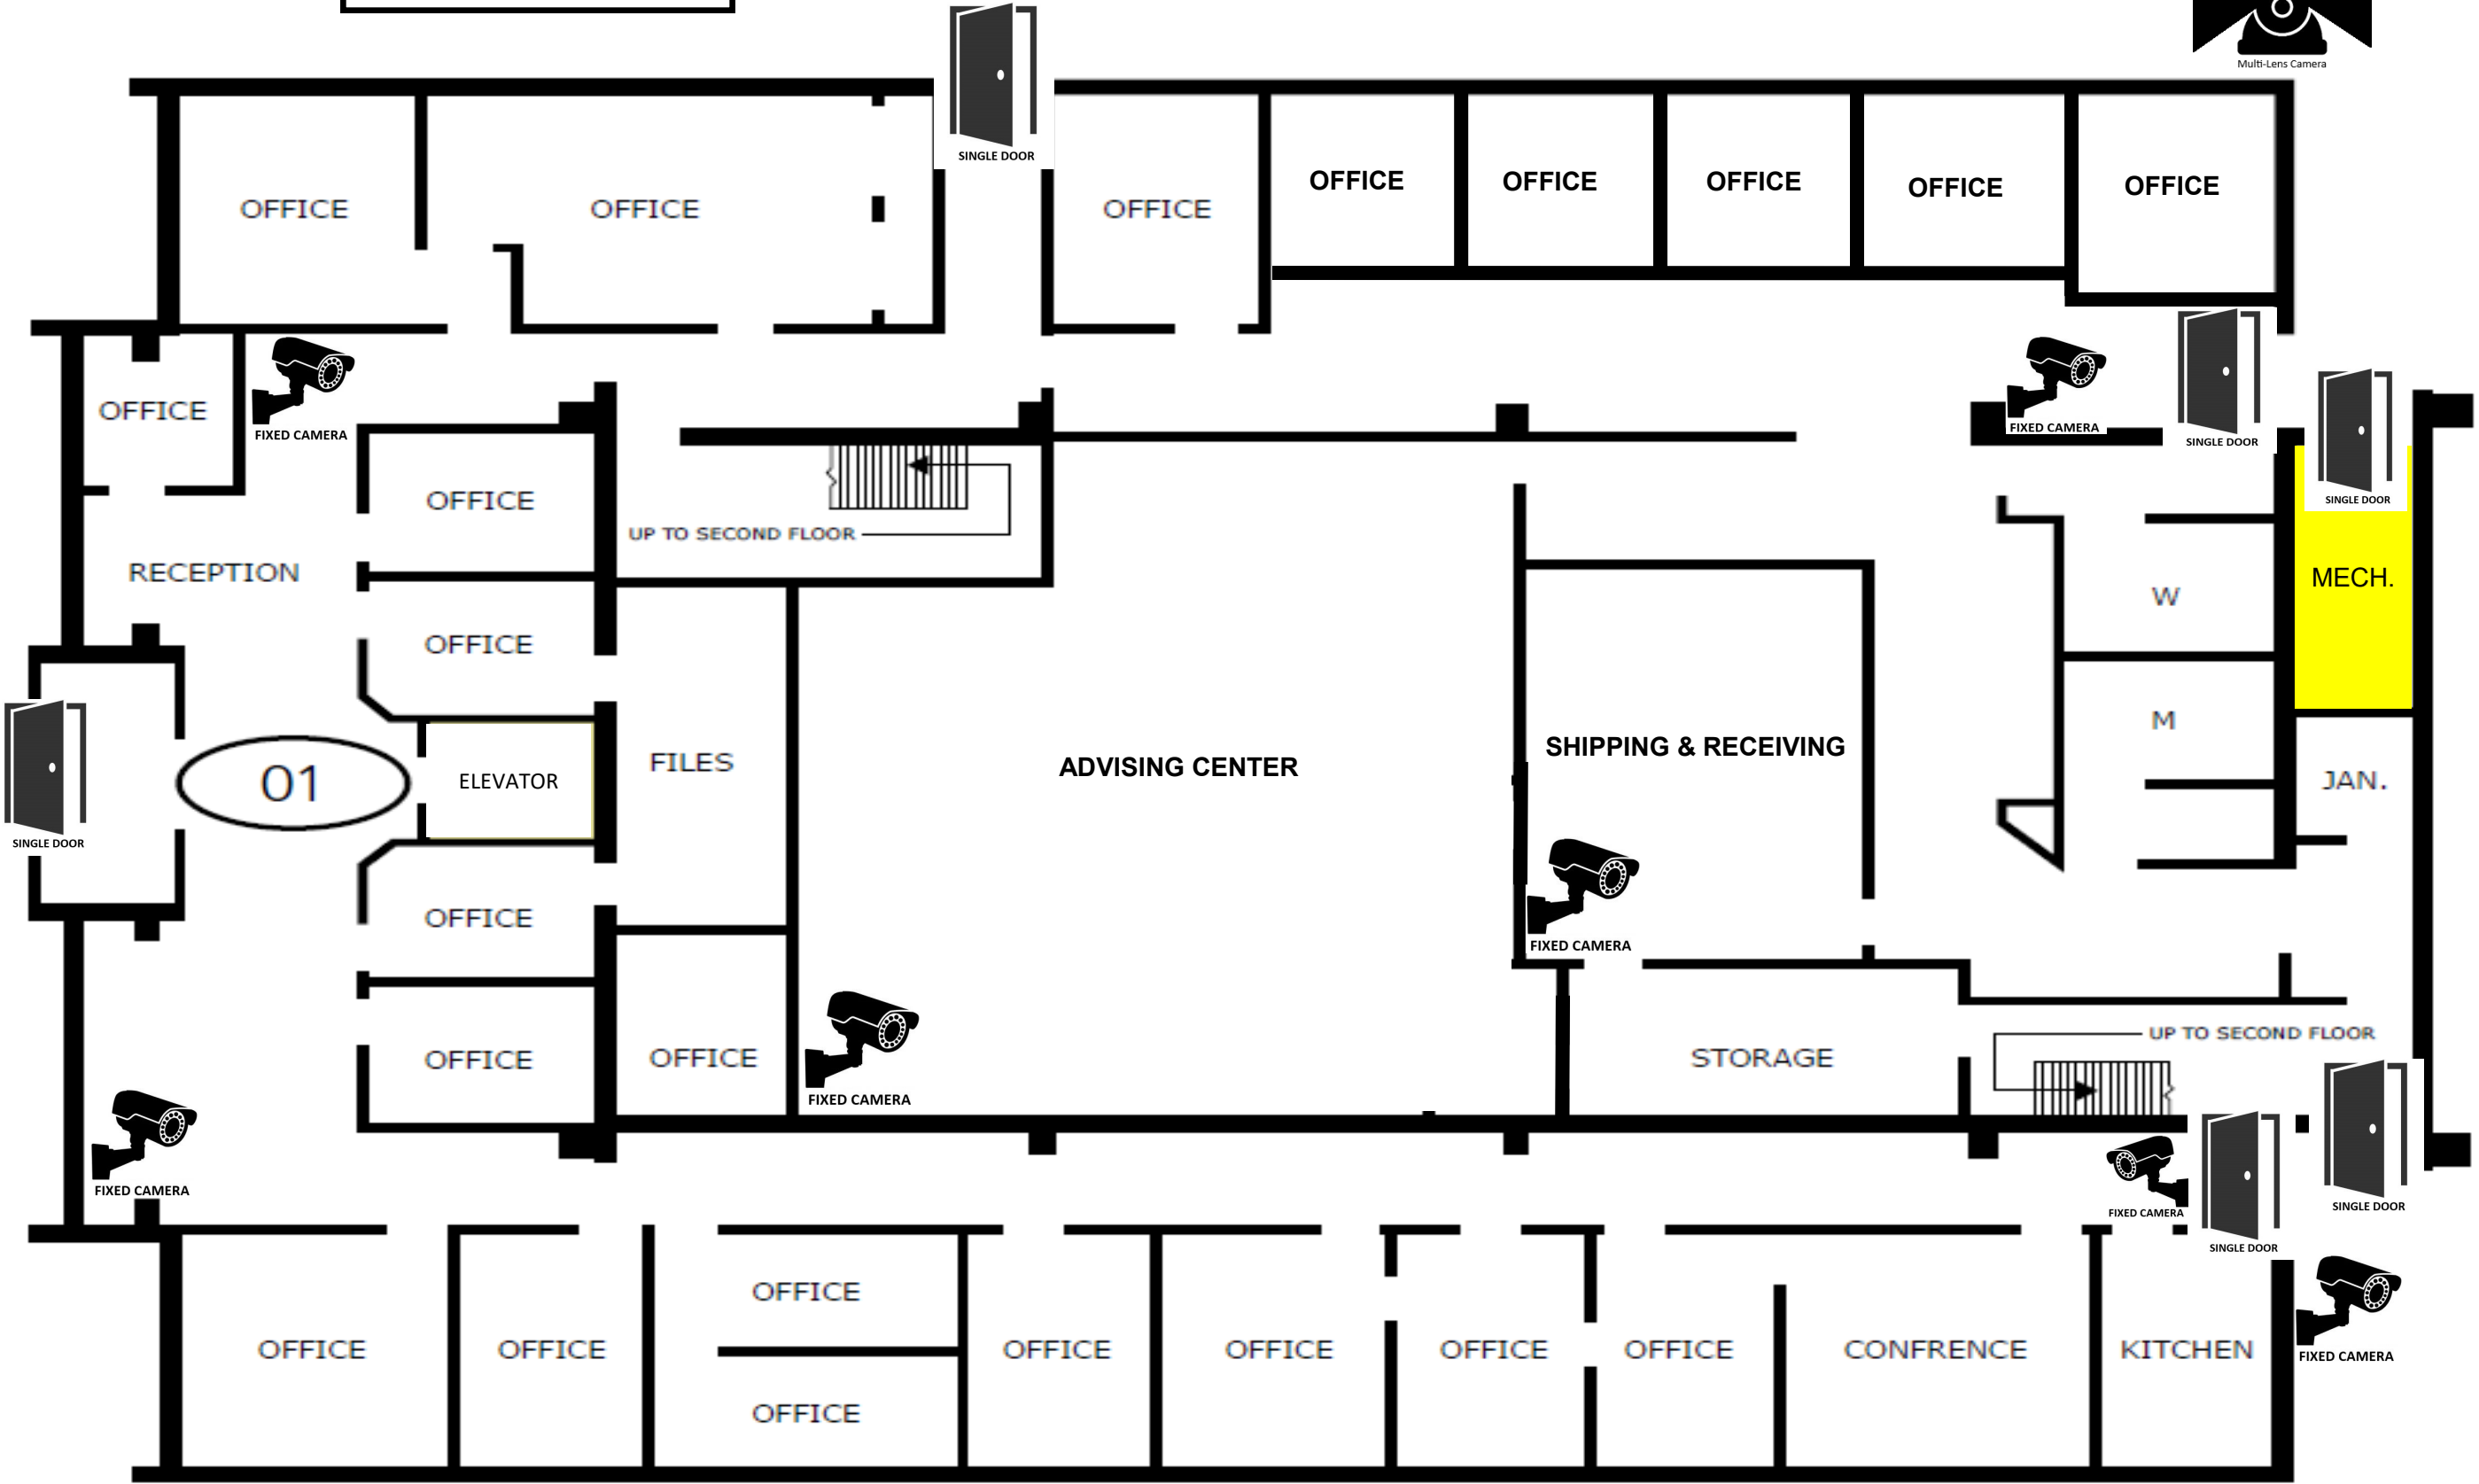 Multi-Lens Camera
SINGLE DOOR
OFFICE
OFFICE
OFFICE
OFFICE
OFFICE
OFFICE
OFFICE
OFFICE
OFFICE
FIXED CAMERA
FIXED CAMERA
SINGLE DOOR
SINGLE DOOR
OFFICE
UP TO SECOND FLOOR
RECEPTION
MECH.
W
OFFICE
M
SHIPPING & RECEIVING
FILES
ADVISING CENTER
01
ELEVATOR
JAN.
SINGLE DOOR
OFFICE
FIXED CAMERA
UP TO SECOND FLOOR
OFFICE
OFFICE
STORAGE
FIXED CAMERA
FIXED CAMERA
FIXED CAMERA
SINGLE DOOR
SINGLE DOOR
OFFICE
OFFICE
OFFICE
OFFICE
OFFICE
OFFICE
OFFICE
CONFRENCE
KITCHEN
FIXED CAMERA
OFFICE